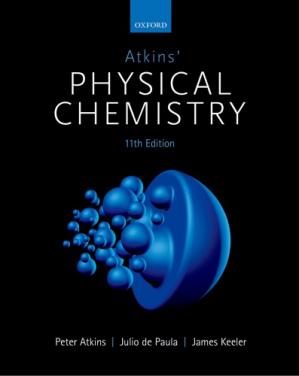 OXFORD
Atkins'
PHYSICAL
CHEMISTRY
11th Edition
Peter Atkins | Julio de Paula | James Keeler